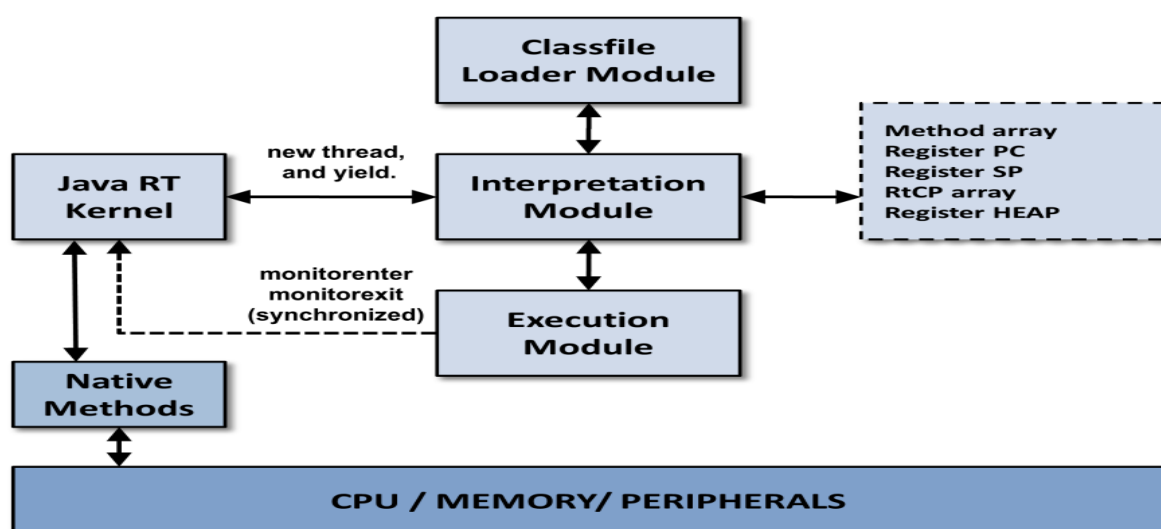 Classfile
Loader Module
Method array
Register PC
Register SP
RtCP array
Register HEAP
new thread,
and yield.
Java RT
Kernel
Interpretation
Module
monitorenter
monitorexit
(synchronized)
Execution
Module
Native
Methods
CPU / MEMORY/ PERIPHERALS